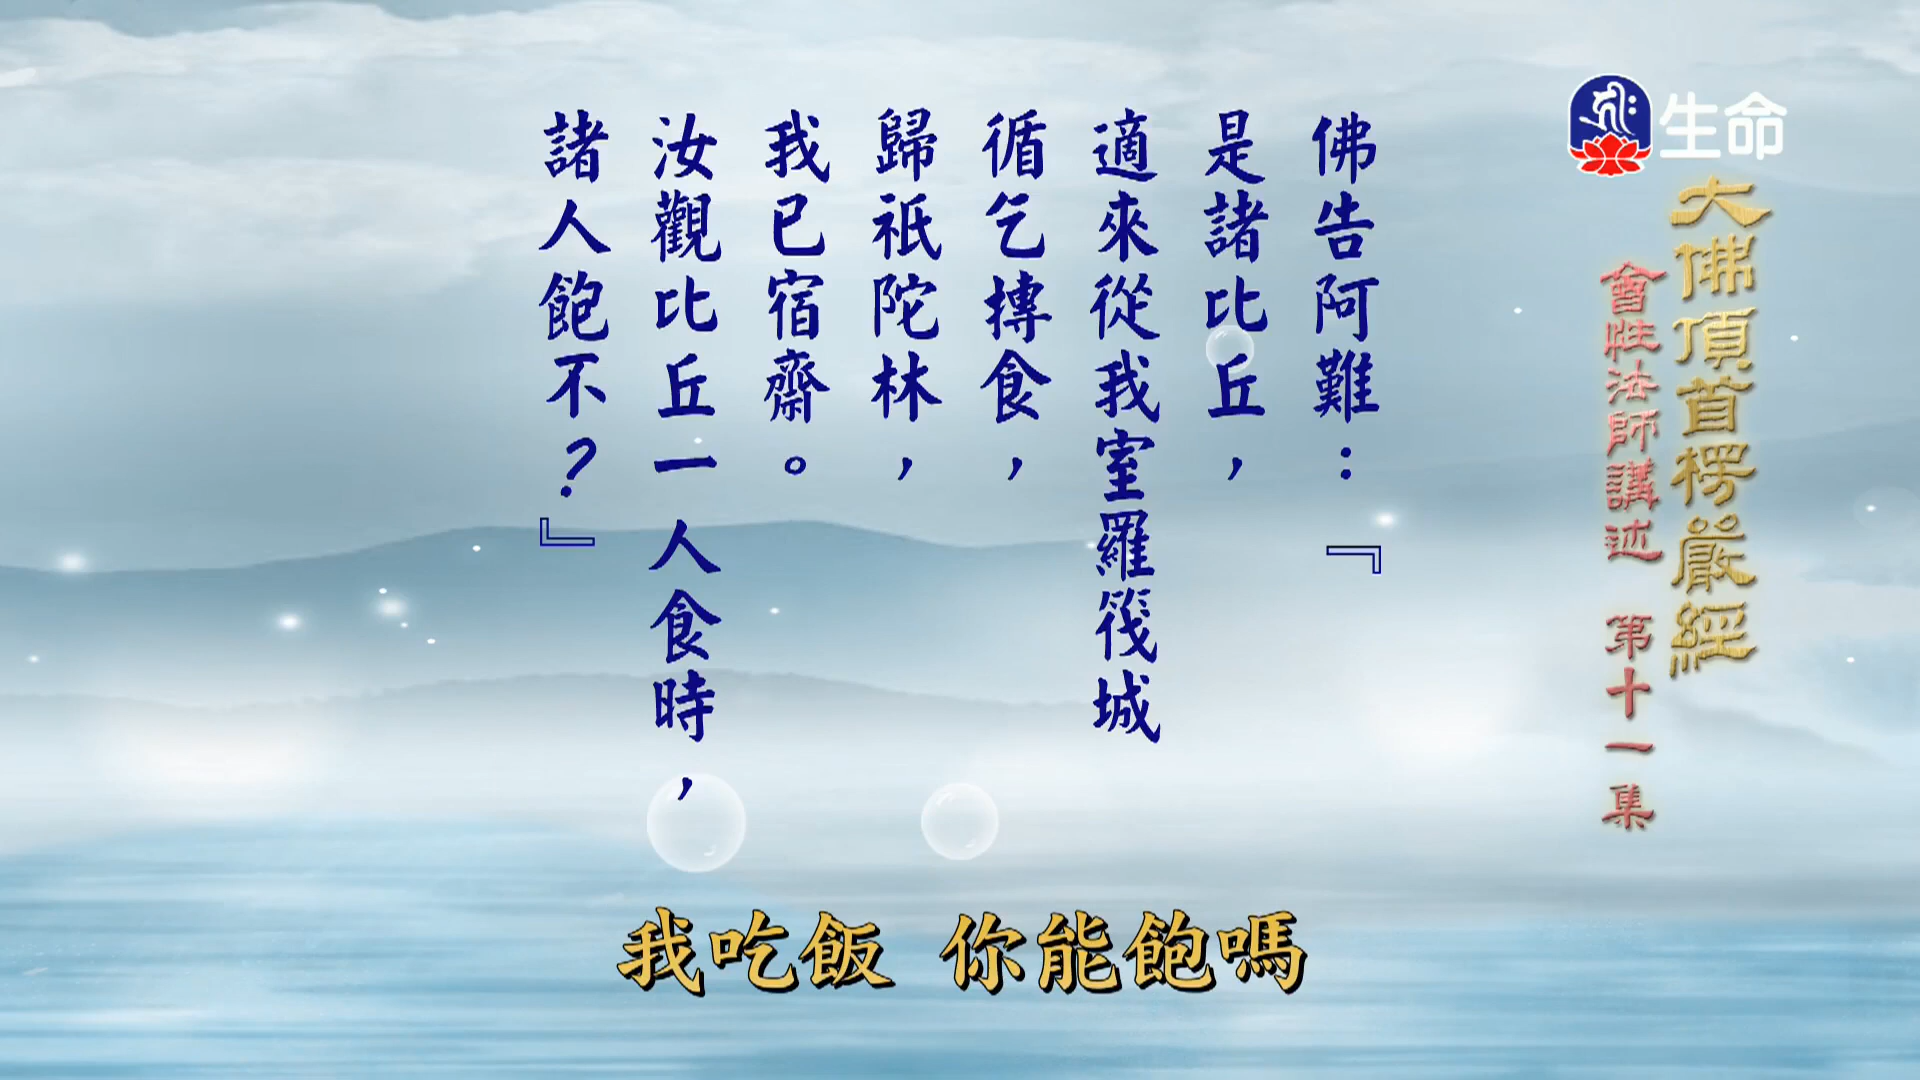 生命
大佛頂首楞嚴經
會性法師講述 第十一集
佛告阿難：『
是諸比丘，
適來從我室羅筏城
循乞摶食，
歸祇陀林，
我已宿齋。
汝觀比丘一人食時，
諸人飽不？』
我吃飯 你能飽嗎